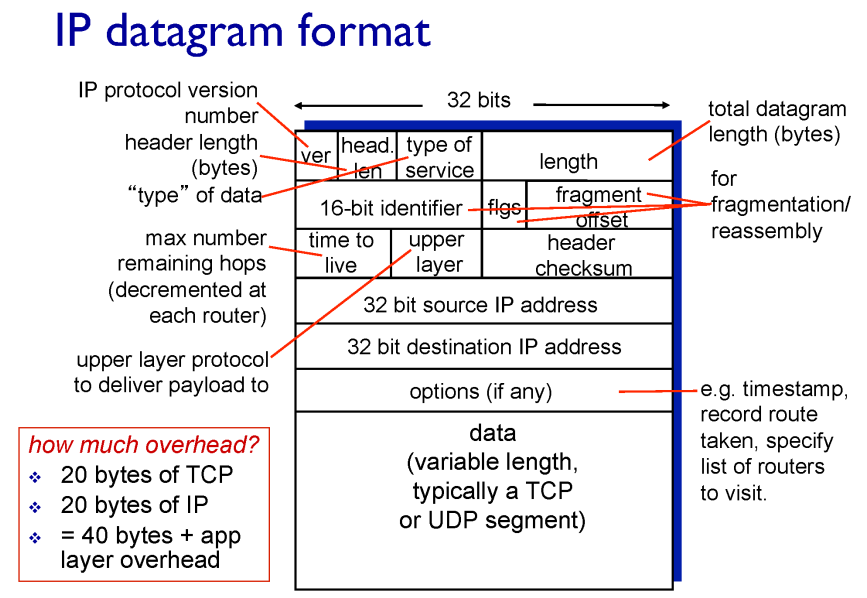 IP datagram format
IP protocol version
number
header length
(bytes)
“type” of data
max number
remaining hops
(decremented at
each router)
upper layer protocol
to deliver payload to
how much overhead?
❖ 20 bytes of TCP
❖ 20 bytes of IP
❖ = 40 bytes + app
layer overhead
32 bits
ver
head.
len
type of
service
length
16-bit identifier
flgs
fragment
offset
time to
live
upper
layer
header
checksum
32 bit source IP address
32 bit destination IP address
options (if any)
data
(variable length,
typically a TCP
or UDP segment)
total datagram
length (bytes)
for
fragmentation/
reassembly
e.g. timestamp,
record route
taken, specify
list of routers
to visit.